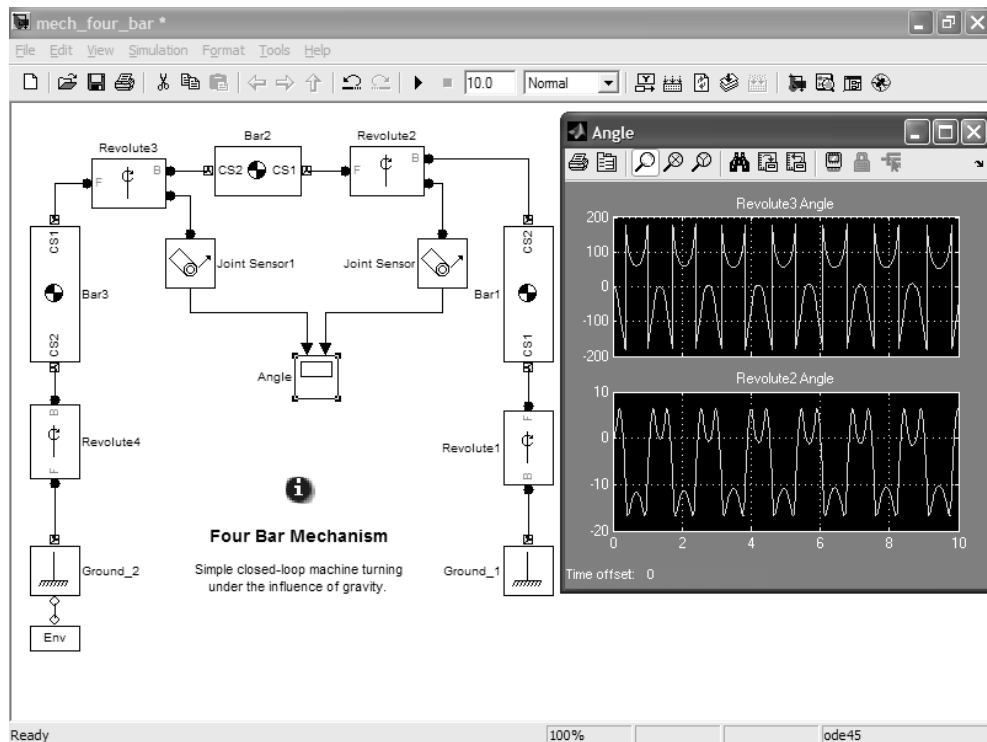 mech_four_bar *
File Edit View Simulation Format Tools Help
10.0 Normal
Revolute3
B
F
Bar2
CS2 CS1
Revolute2
B
F
Joint Sensor1
Joint Sensor
CS1
Bar3
CS2
CS2
Bar1
CS1
Angle
B
Revolute4
F
F
Revolute1
B
Four Bar Mechanism
Simple closed-loop machine turning
under the influence of gravity.
Ground_2
Ground_1
Env
Angle
Revolute3 Angle
200
100
0
-100
-200
Revolute2 Angle
10
0
-10
-20
0 2 4 6 8 10
Time offset: 0
Ready 100% ode45